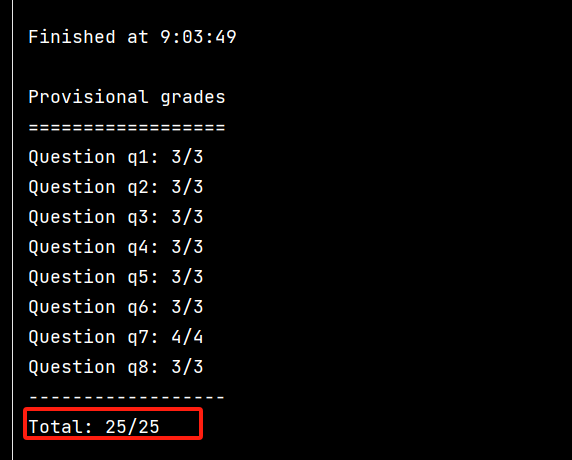 Finished at 9:03:49
Provisional grades
==================
Question q1: 3/3
Question q2: 3/3
Question q3: 3/3
Question q4: 3/3
Question q5: 3/3
Question q6: 3/3
Question q7: 4/4
Question q8: 3/3
------------------
Total: 25/25